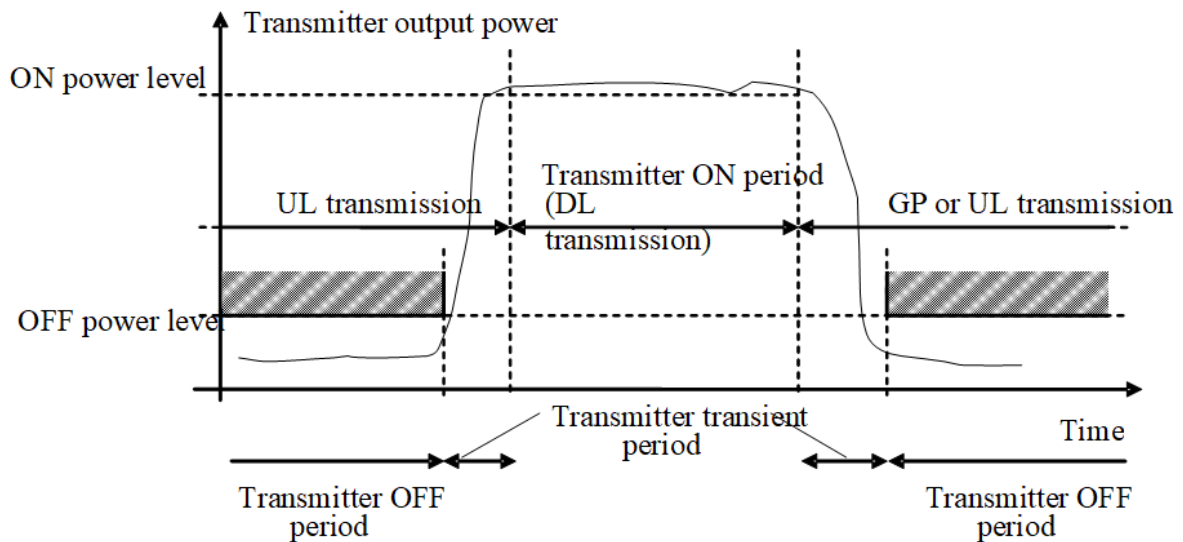 Transmitter output power
ON power level
Transmitter ON period
UL transmission
(DL
GP or UL transmission
transmission)
OFF power level
Transmitter transient
period
Time
Transmitter OFF
period
Transmitter OFF
period